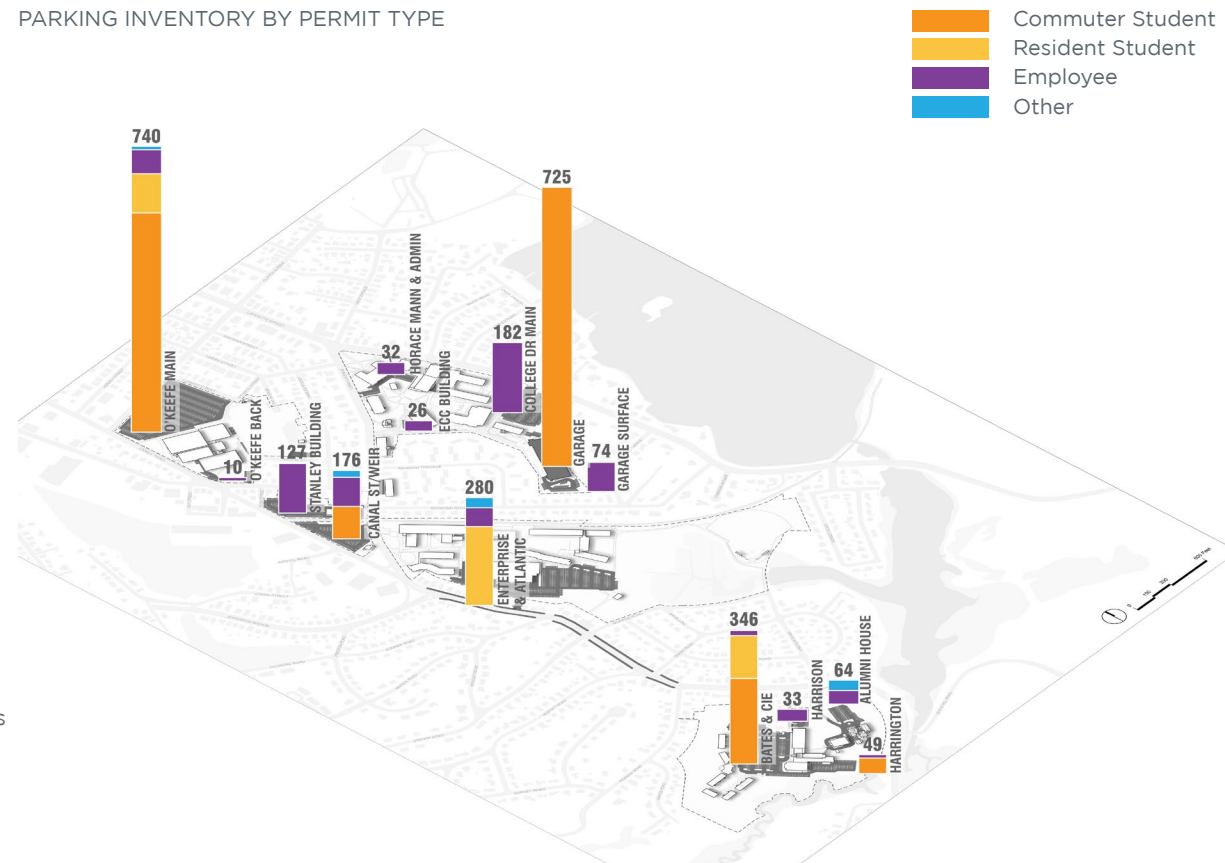 PARKING INVENTORY BY PERMIT TYPE
Commuter Student
Resident Student
Employee
Other
740
O'KEEFE MAIN
10
O'KEEFE BACK
127
STANLEY BUILDING
176
CANAL ST/WEIR
32
HORACE MANN & ADMIN
26
ECC BUILDING
182
COLLEGE DR MAIN
725
GARAGE
74
GARAGE SURFACE
280
ENTERPRISE
& ATLANTIC
346
BATES & CIE
33
HARRISON
64
ALUMNI HOUSE
49
HARRINGTON
0
s